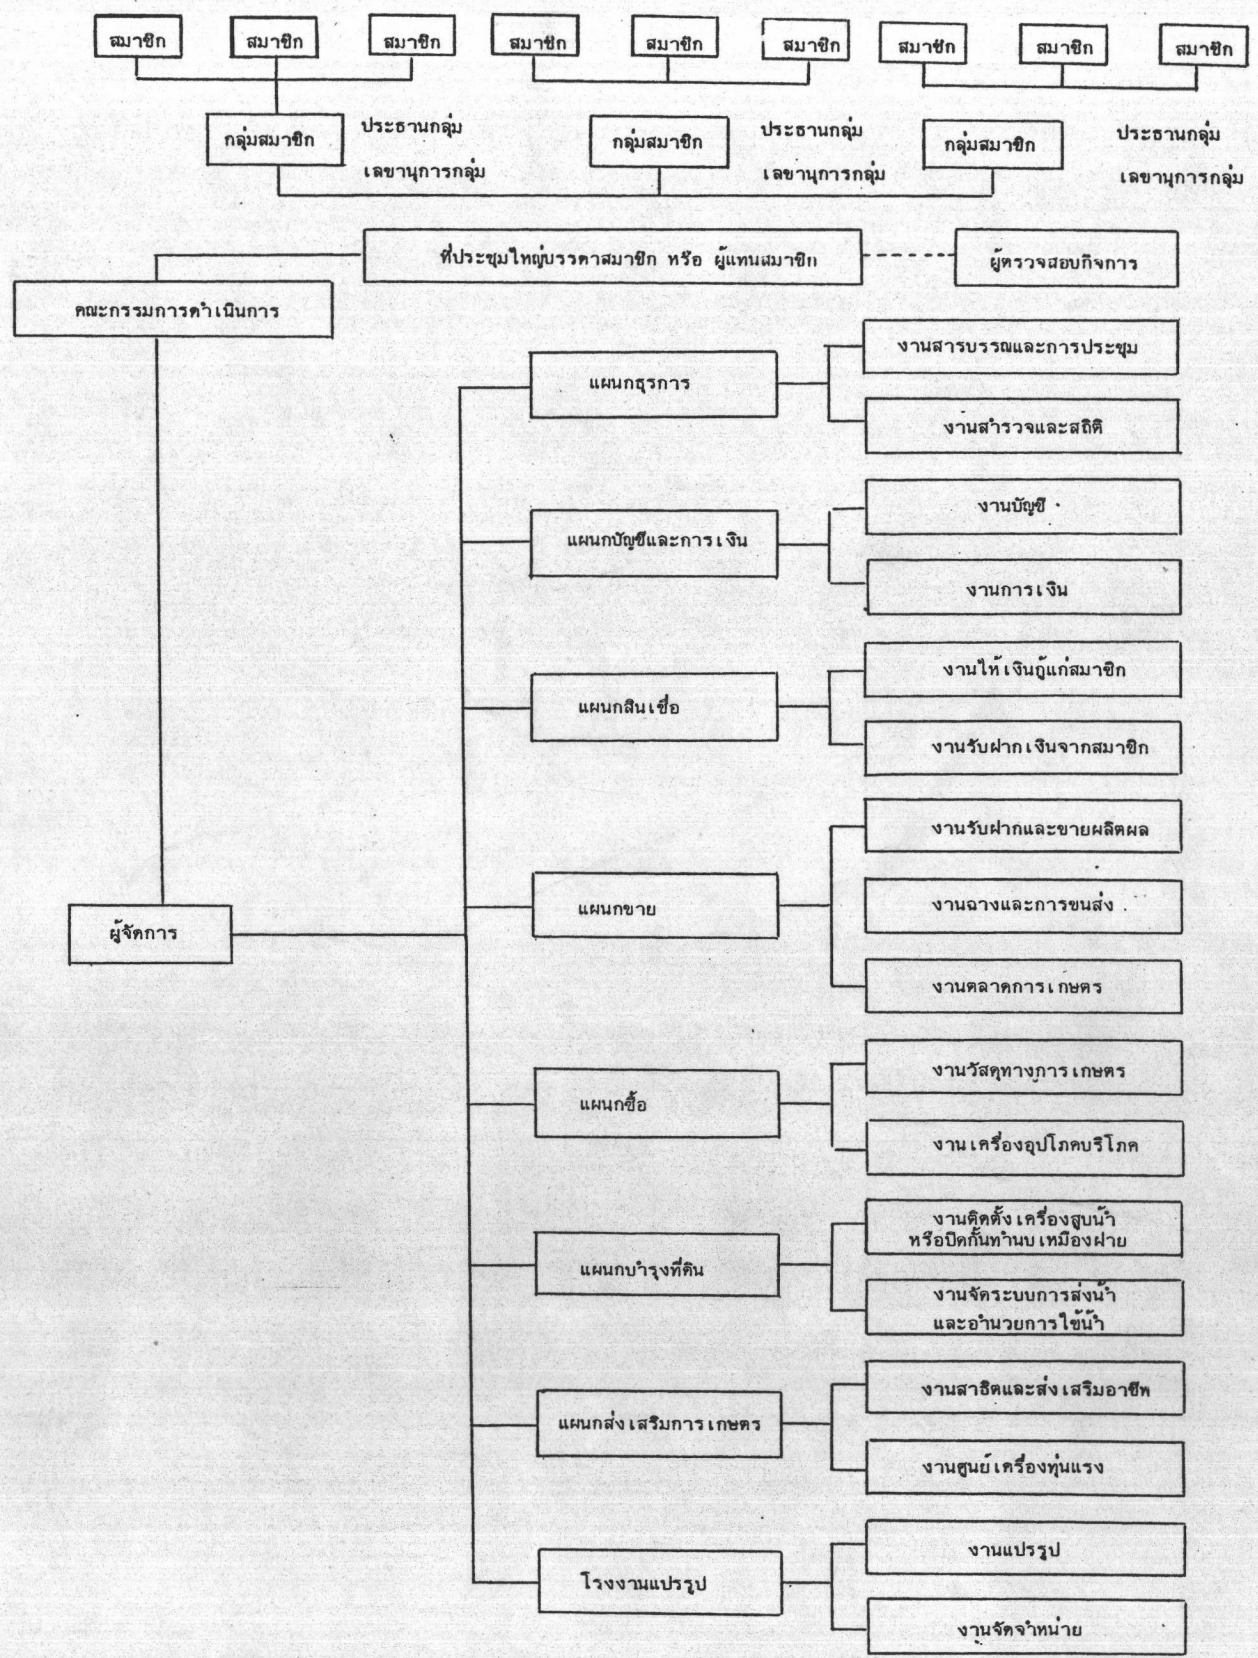 สมาชิก สมาชิก สมาชิก สมาชิก สมาชิก สมาชิก สมาชิก สมาชิก สมาชิก
กลุ่มสมาชิก ประธานกลุ่ม กลุ่มสมาชิก ประธานกลุ่ม กลุ่มสมาชิก ประธานกลุ่ม
เลขานุการกลุ่ม เลขานุการกลุ่ม เลขานุการกลุ่ม
ที่ประชุมใหญ่บรรดาสมาชิก หรือ ผู้แทนสมาชิก ผู้ตรวจสอบกิจการ
คณะกรรมการดำเนินการ
ผู้จัดการ
แผนกธุรการ
งานสารบรรณและการประชุม
งานสำรวจและสถิติ
แผนกบัญชีและการเงิน
งานบัญชี
งานการเงิน
แผนกสินเชื่อ
งานให้เงินกู้แก่สมาชิก
งานรับฝากเงินจากสมาชิก
แผนกขาย
งานรับฝากและขายผลิตผล
งานฉางและการขนส่ง
งานตลาดการเกษตร
แผนกซื้อ
งานวัสดุทางการเกษตร
งานเครื่องอุปโภคบริโภค
แผนกบำรุงที่ดิน
งานติดตั้งเครื่องสูบน้ำ
หรือปิดกั้นทำนบเหมืองฝาย
งานจัดระบบการส่งน้ำ
และอำนวยการใช้น้ำ
แผนกส่งเสริมการเกษตร
งานสาธิตและส่งเสริมอาชีพ
งานศูนย์เครื่องทุ่นแรง
โรงงานแปรรูป
งานแปรรูป
งานจัดจำหน่าย